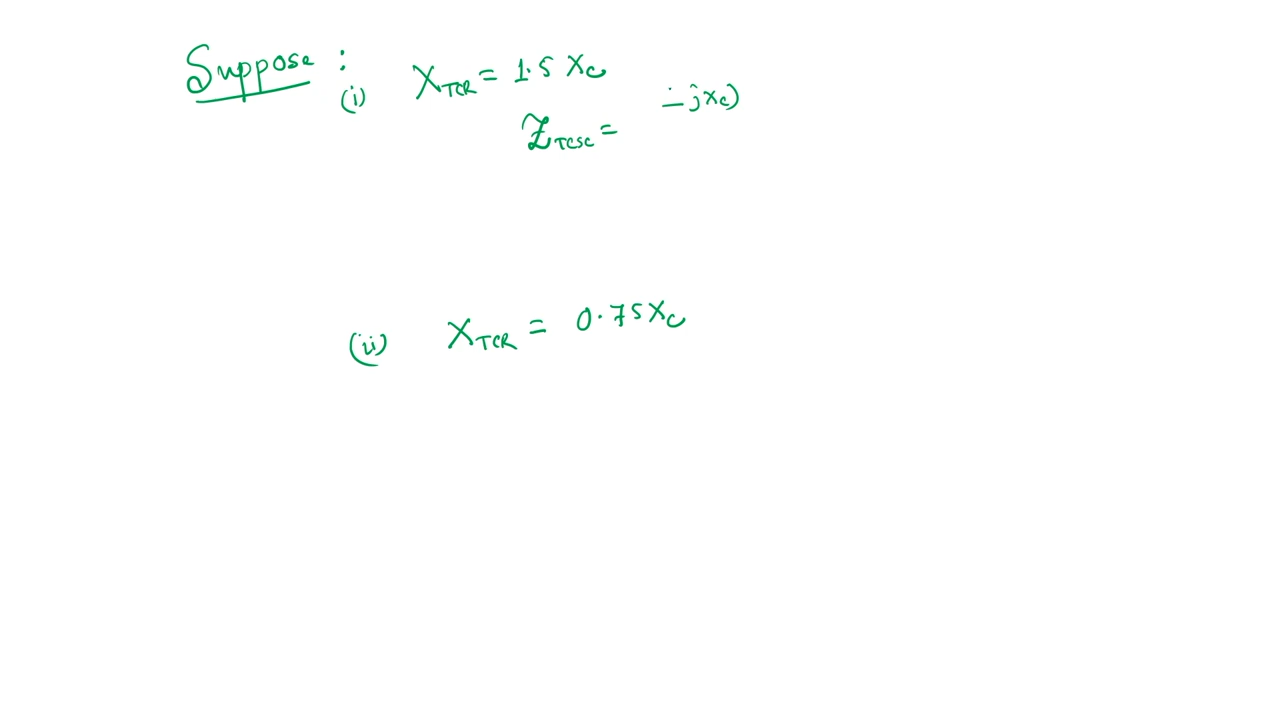 Suppose :
(i) X_TCR = 1.5 X_C
Z_TCSC = -jX_C)
(ii) X_TCR = 0.75 X_C